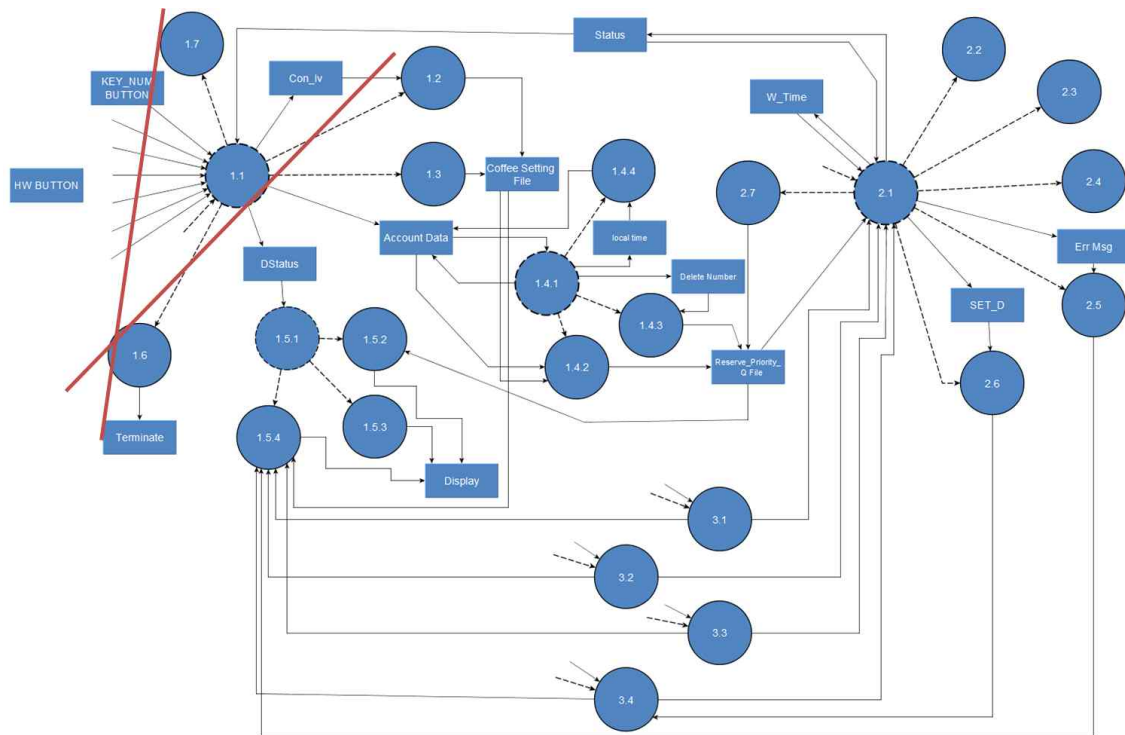 Status
1.7
2.2
1.2
Con_lv
KEY_NUM
BUTTON
2.3
W_Time
HW BUTTON
1.1
1.3
Coffee Setting
File
1.4.4
2.7
2.1
2.4
Account Data
local time
Err Msg
DStatus
1.4.1
Delete Number
2.5
SET_D
1.5.1
1.5.2
1.4.3
1.6
1.4.2
Reserve_Priority_
Q File
2.6
1.5.3
1.5.4
Terminate
Display
3.1
3.2
3.3
3.4